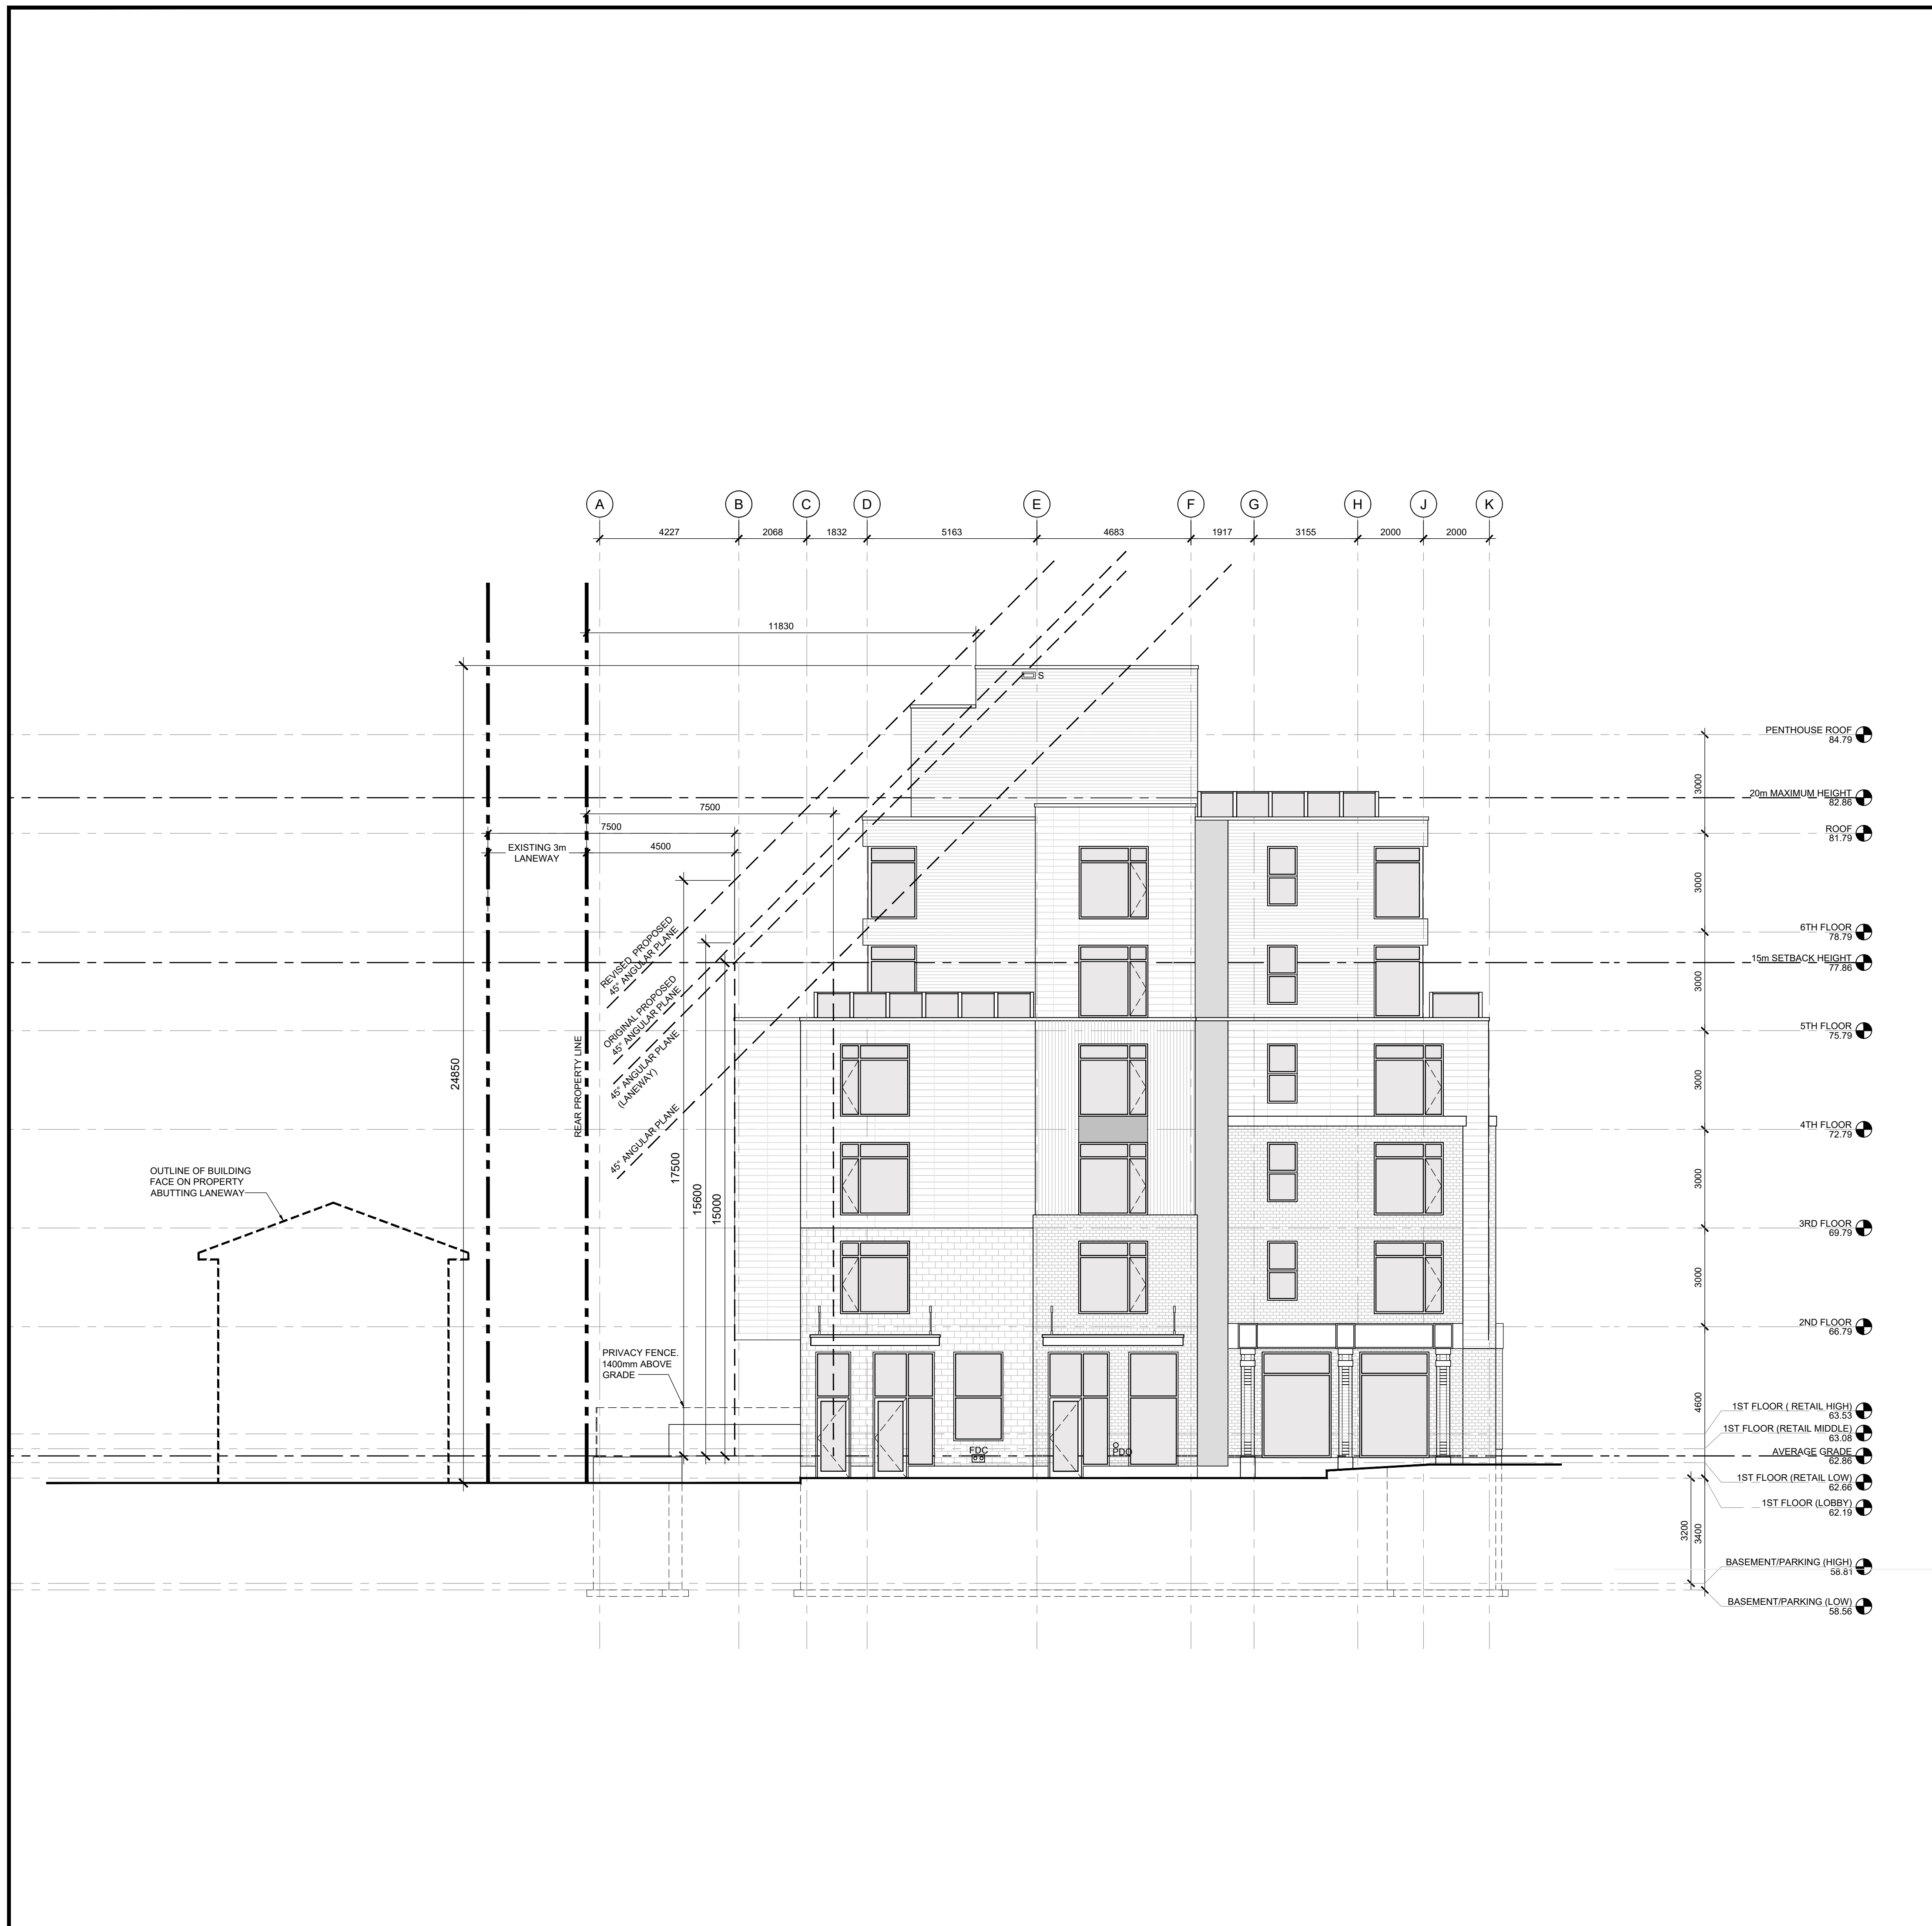 A B C D E F G H J K
4227 2068 1832 5163 4683 1917 3155 2000 2000
11830
S
PENTHOUSE ROOF
84.79
3000
20m MAXIMUM HEIGHT
82.86
7500
7500
ROOF
81.79
EXISTING 3m
LANEWAY
4500
3000
REVISED PROPOSED
45° ANGULAR PLANE
6TH FLOOR
78.79
15m SETBACK HEIGHT
77.86
3000
ORIGINAL PROPOSED
45° ANGULAR PLANE
5TH FLOOR
75.79
45° ANGULAR PLANE
(LANEWAY)
REAR PROPERTY LINE
24850
3000
45° ANGULAR PLANE
4TH FLOOR
72.79
17500
15600
15000
3000
OUTLINE OF BUILDING
FACE ON PROPERTY
ABUTTING LANEWAY
3RD FLOOR
69.79
3000
2ND FLOOR
66.79
PRIVACY FENCE.
1400mm ABOVE
GRADE
4600
1ST FLOOR ( RETAIL HIGH)
63.53
1ST FLOOR (RETAIL MIDDLE)
63.08
FDC
PDO
AVERAGE GRADE
62.86
1ST FLOOR (RETAIL LOW)
62.66
1ST FLOOR (LOBBY)
62.19
3200
3400
BASEMENT/PARKING (HIGH)
58.81
BASEMENT/PARKING (LOW)
58.56